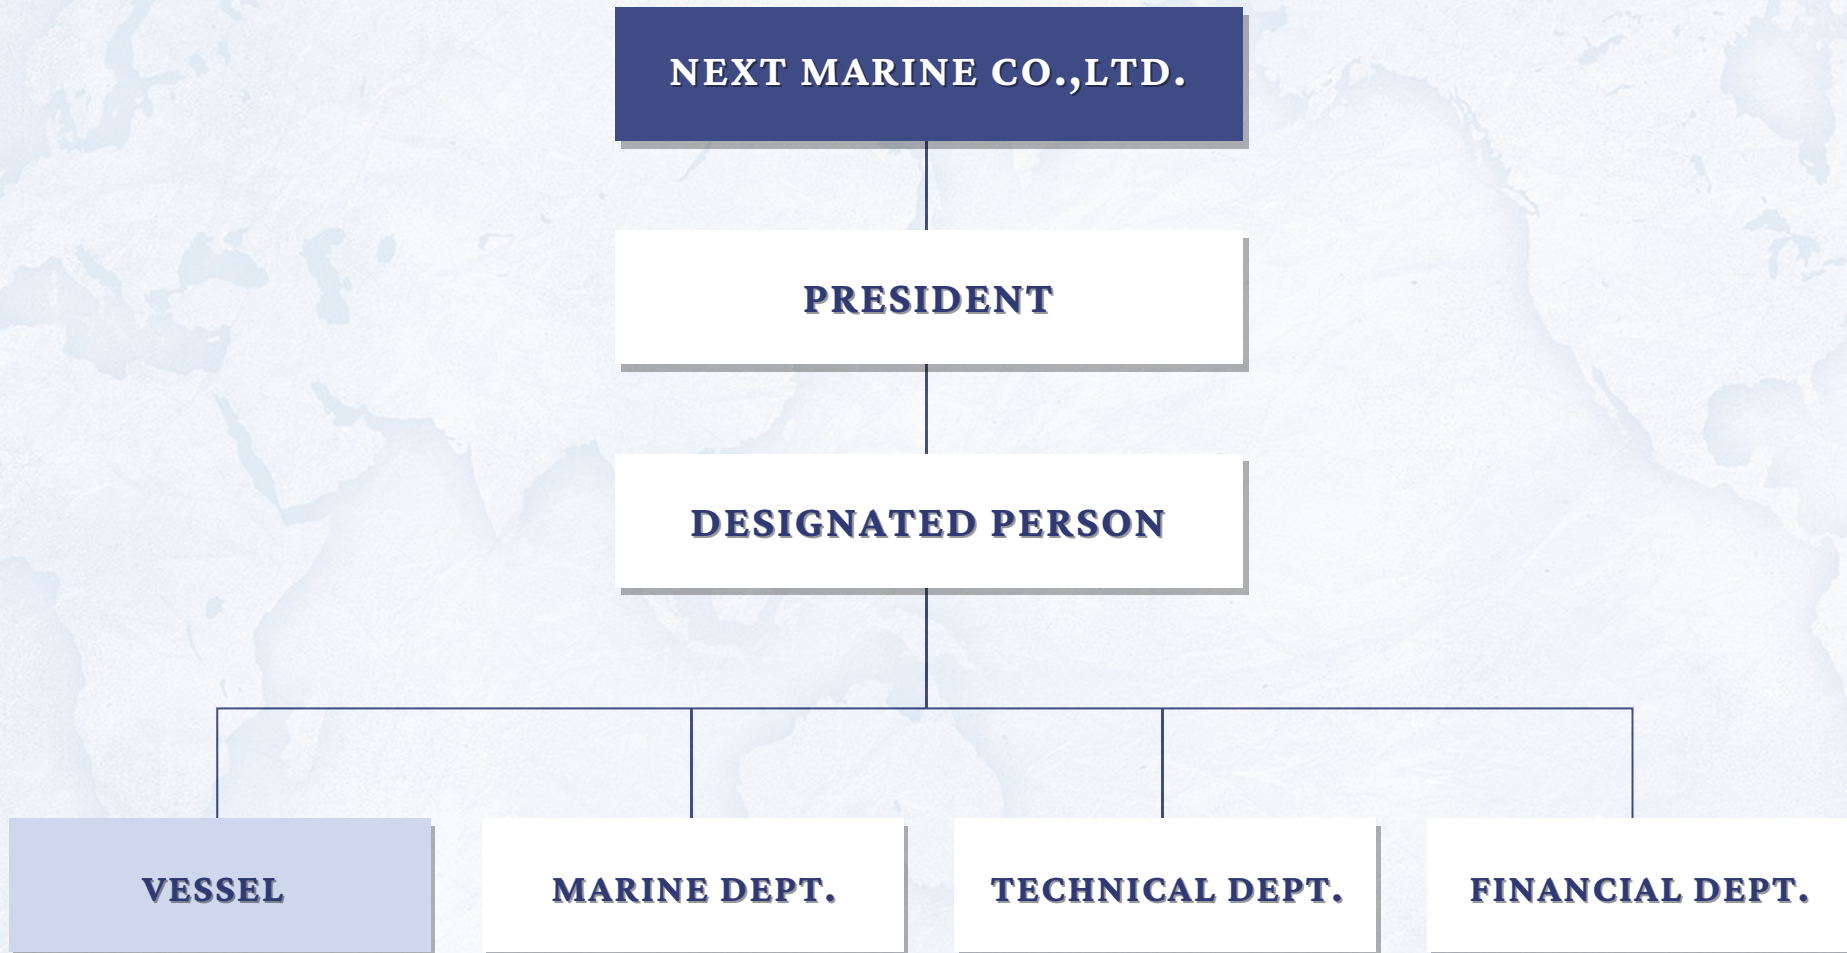 NEXT MARINE CO.,LTD.
PRESIDENT
DESIGNATED PERSON
VESSEL
MARINE DEPT.
TECHNICAL DEPT.
FINANCIAL DEPT.